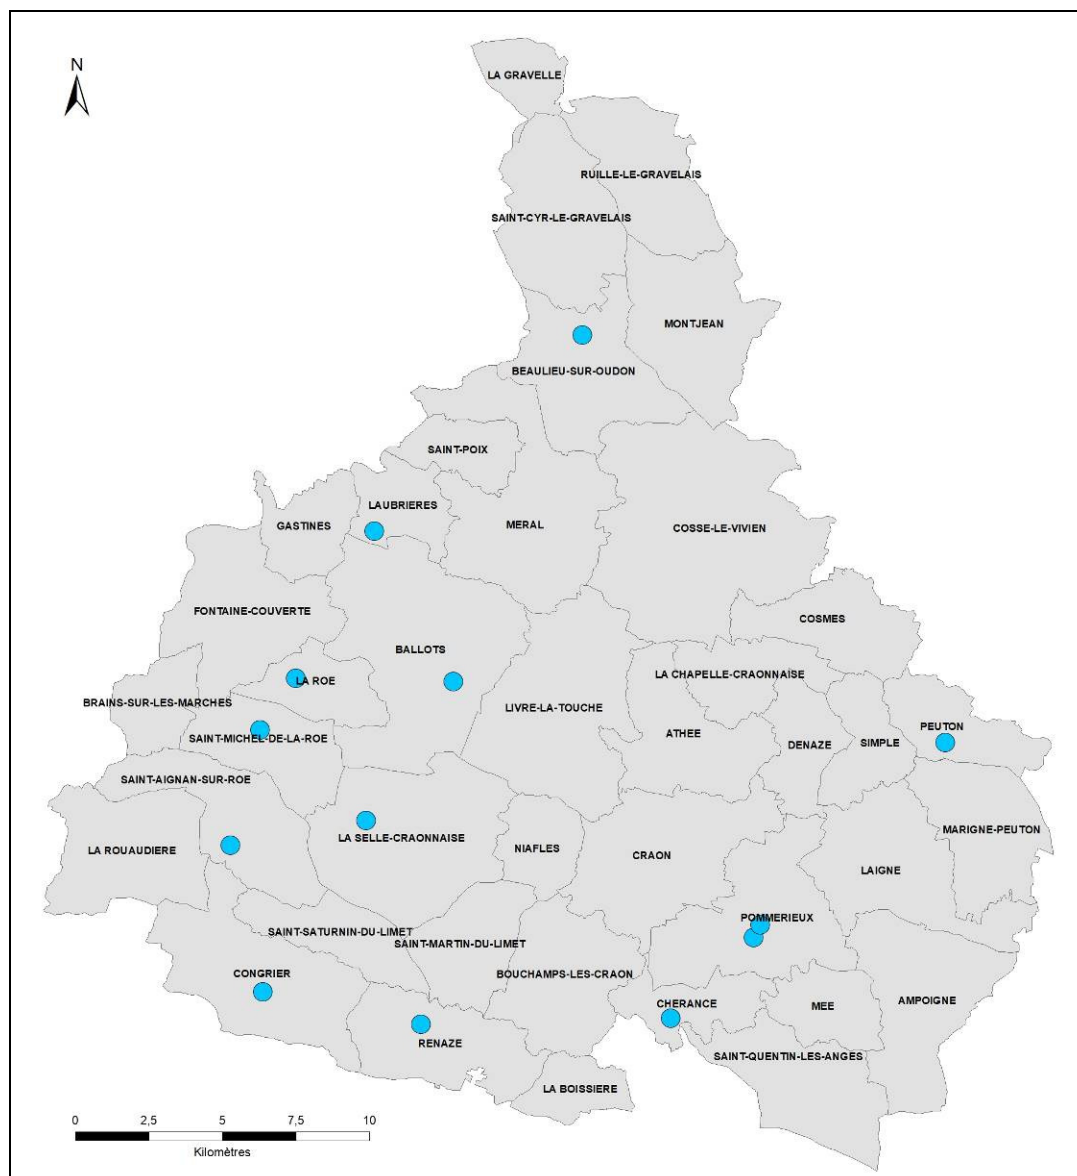 N
LA GRAVELLE
RUILLE-LE-GRAVELAIS
SAINT-CYR-LE-GRAVELAIS
MONTJEAN
BEAULIEU-SUR-OUDON
SAINT-POIX
LAUBRIERES
GASTINES
MERAL
COSSE-LE-VIVIEN
FONTAINE-COUVERTE
COSMES
BALLOTS
LA CHAPELLE-CRAONNAÏSE
LA ROE
BRAINS-SUR-LES-MARCHES
LIVRE-LA-TOUCHE
PEUTON
ATHEE
SAINT-MICHEL-DE-LA-ROE
DENAZE
SIMPLE
SAINT-AIGNAN-SUR-ROE
MARIGNE-PEUTON
LA SELLE-CRAONNAISE
LA ROUAUDIERE
NIAFLES
CRAON
LAIGNE
POMMERIEUX
SAINT-SATURNIN-DU-LIMET
SAINT-MARTIN-DU-LIMET
CONGRIER
BOUCHAMPS-LES-CRAON
AMPOIGNE
CHERANCE
MEE
RENAZE
SAINT-QUENTIN-LES-ANGES
LA BOISSIERE
0 2,5 5 7,5 10
Kilomètres